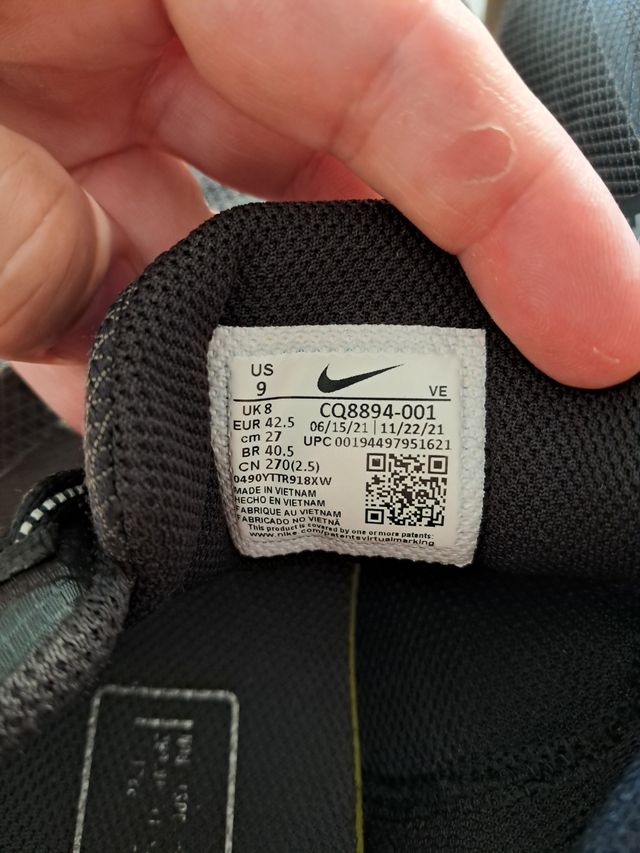 US
9
VE
UK 8
EUR 42.5
cm 27
BR 40.5
CN 270(2.5)
CQ8894-001
06/15/21 | 11/22/21
UPC 00194497951621
0490YTTR918XW
MADE IN VIETNAM
HECHO EN VIETNAM
FABRIQUE AU VIETNAM
FABRICADO NO VIETNÃ
This product is covered by one or more patents:
www.nike.com/patentsvirtualmarking